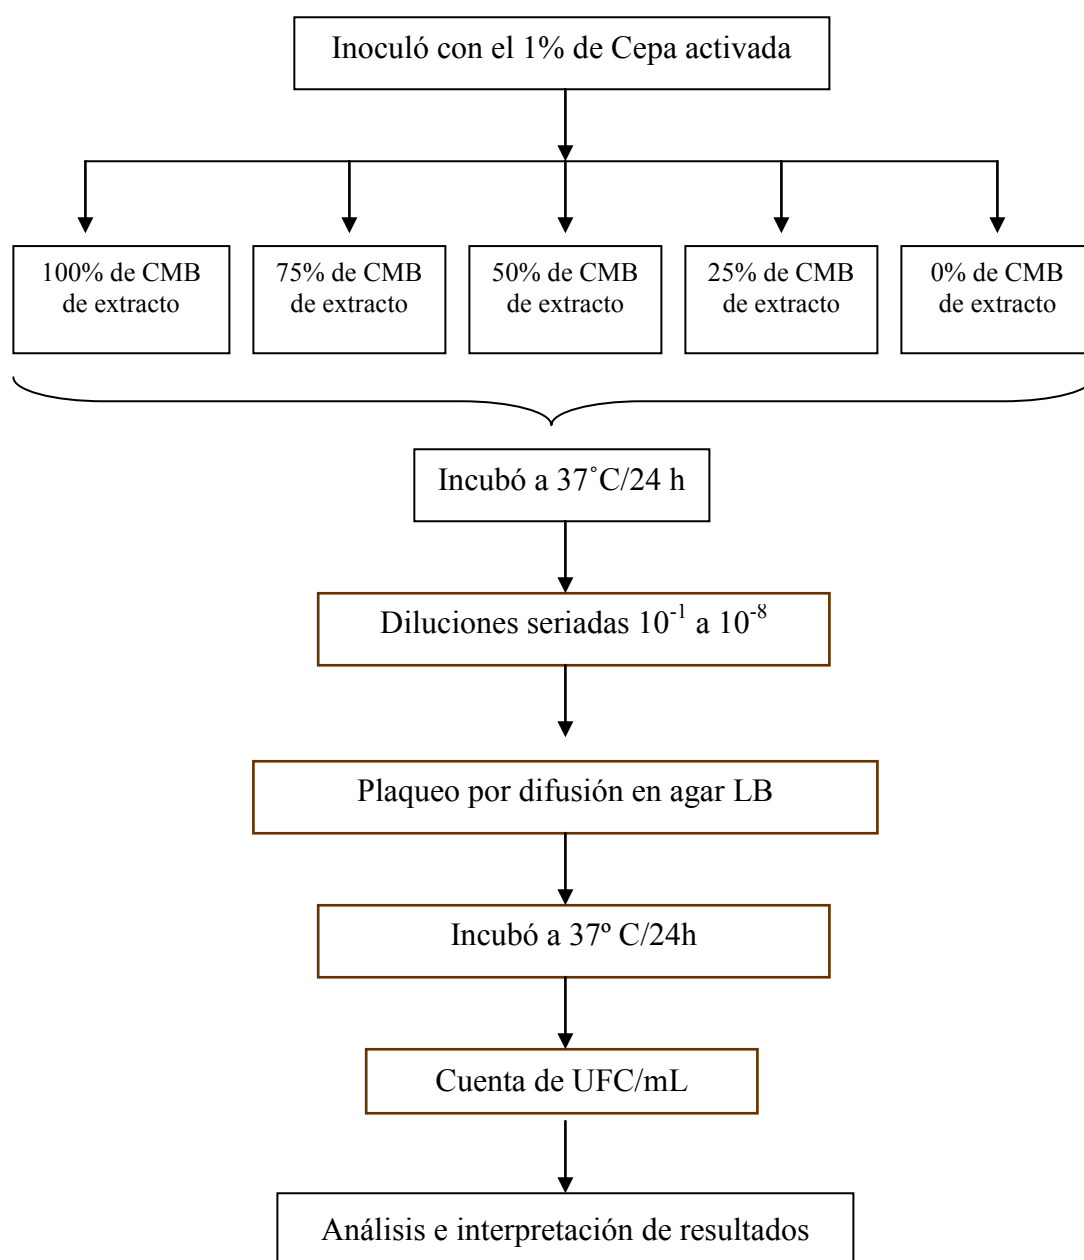 Inoculó con el 1% de Cepa activada
100% de CMB
de extracto
75% de CMB
de extracto
50% de CMB
de extracto
25% de CMB
de extracto
0% de CMB
de extracto
Incubó a 37˚C/24 h
Diluciones seriadas 10⁻¹ a 10⁻⁸
Plaqueo por difusión en agar LB
Incubó a 37º C/24h
Cuenta de UFC/mL
Análisis e interpretación de resultados